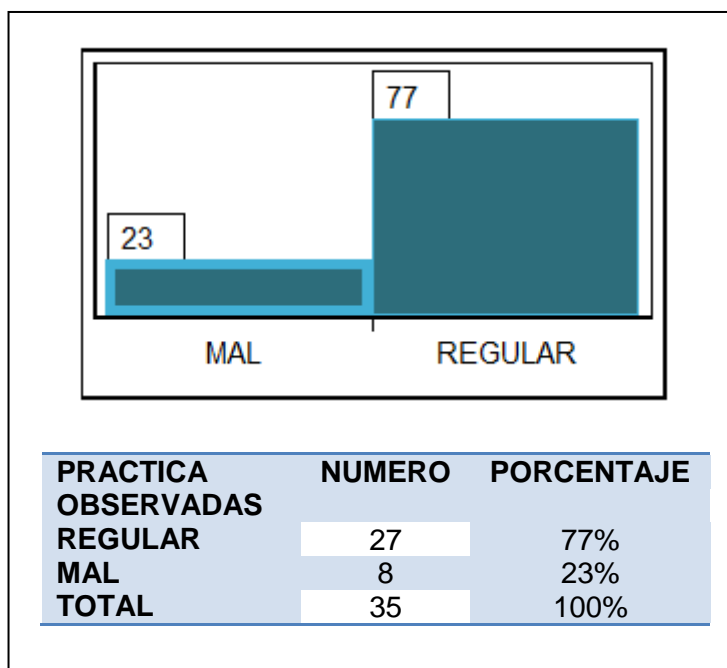 77
23
MAL REGULAR
PRACTICA OBSERVADAS NUMERO PORCENTAJE
REGULAR 27 77%
MAL 8 23%
TOTAL 35 100%